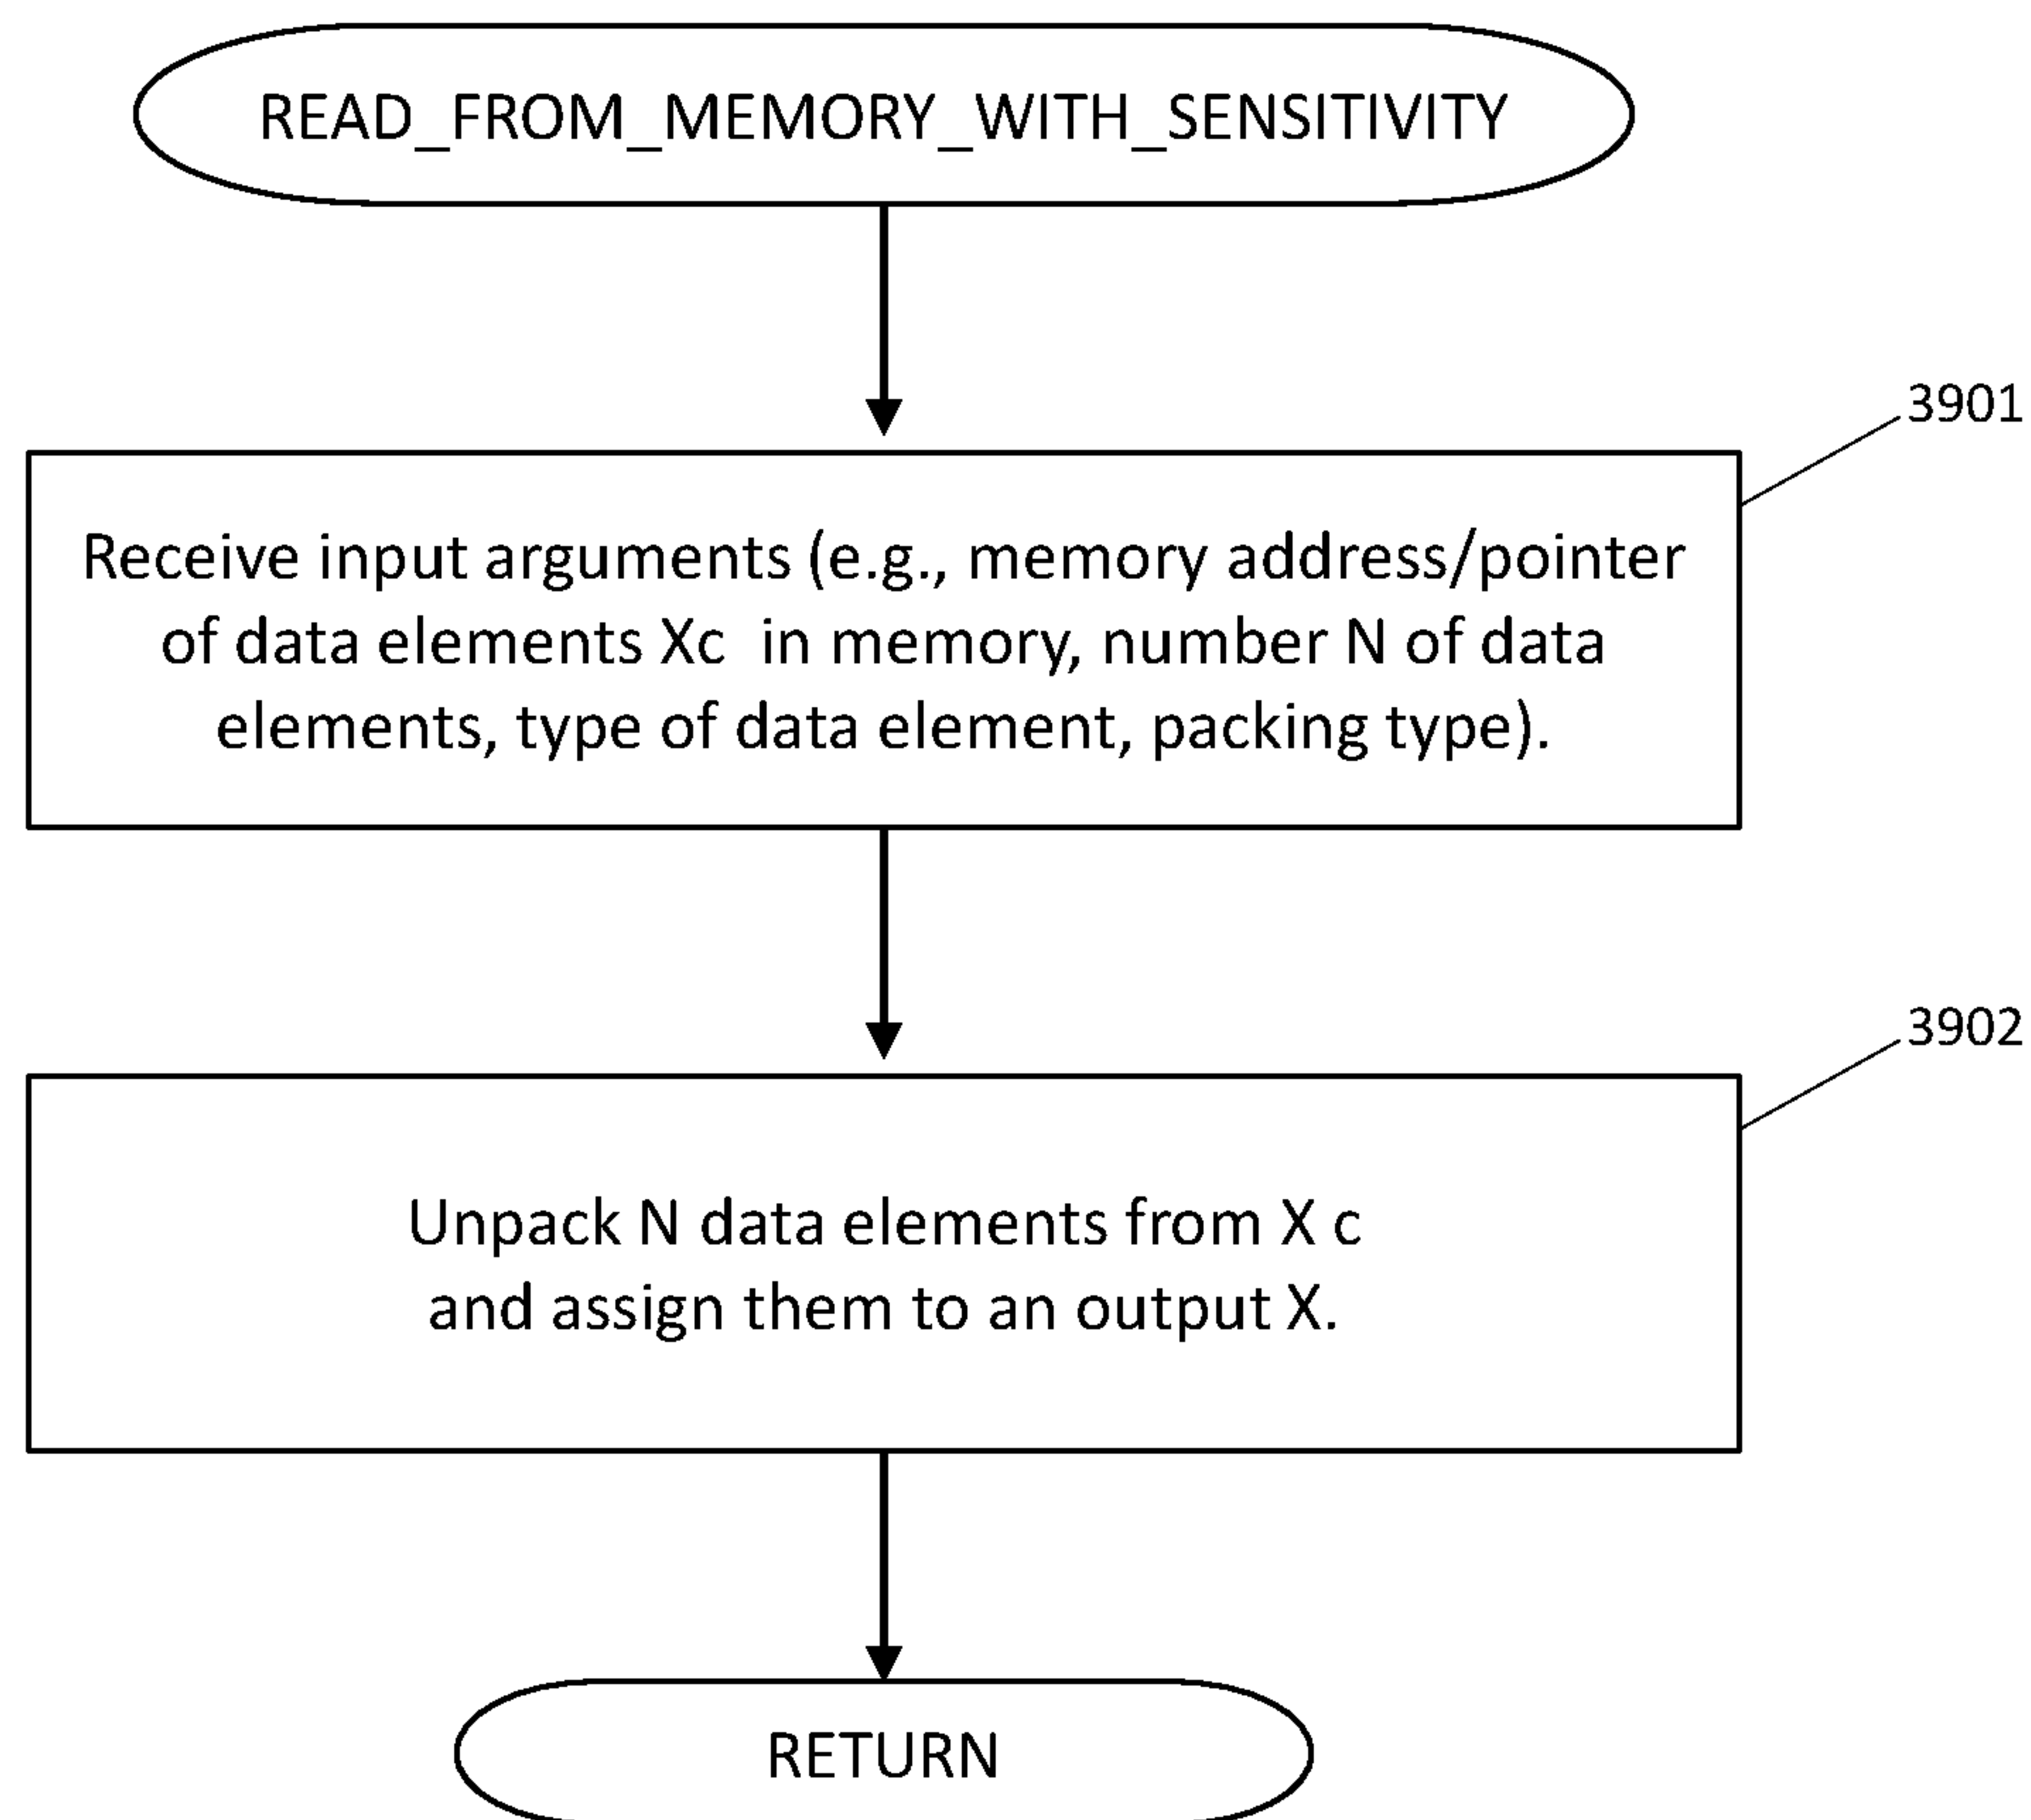 READ_FROM_MEMORY_WITH_SENSITIVITY
3901
Receive input arguments (e.g., memory address/pointer
of data elements Xc in memory, number N of data
elements, type of data element, packing type).
3902
Unpack N data elements from X c
and assign them to an output X.
RETURN